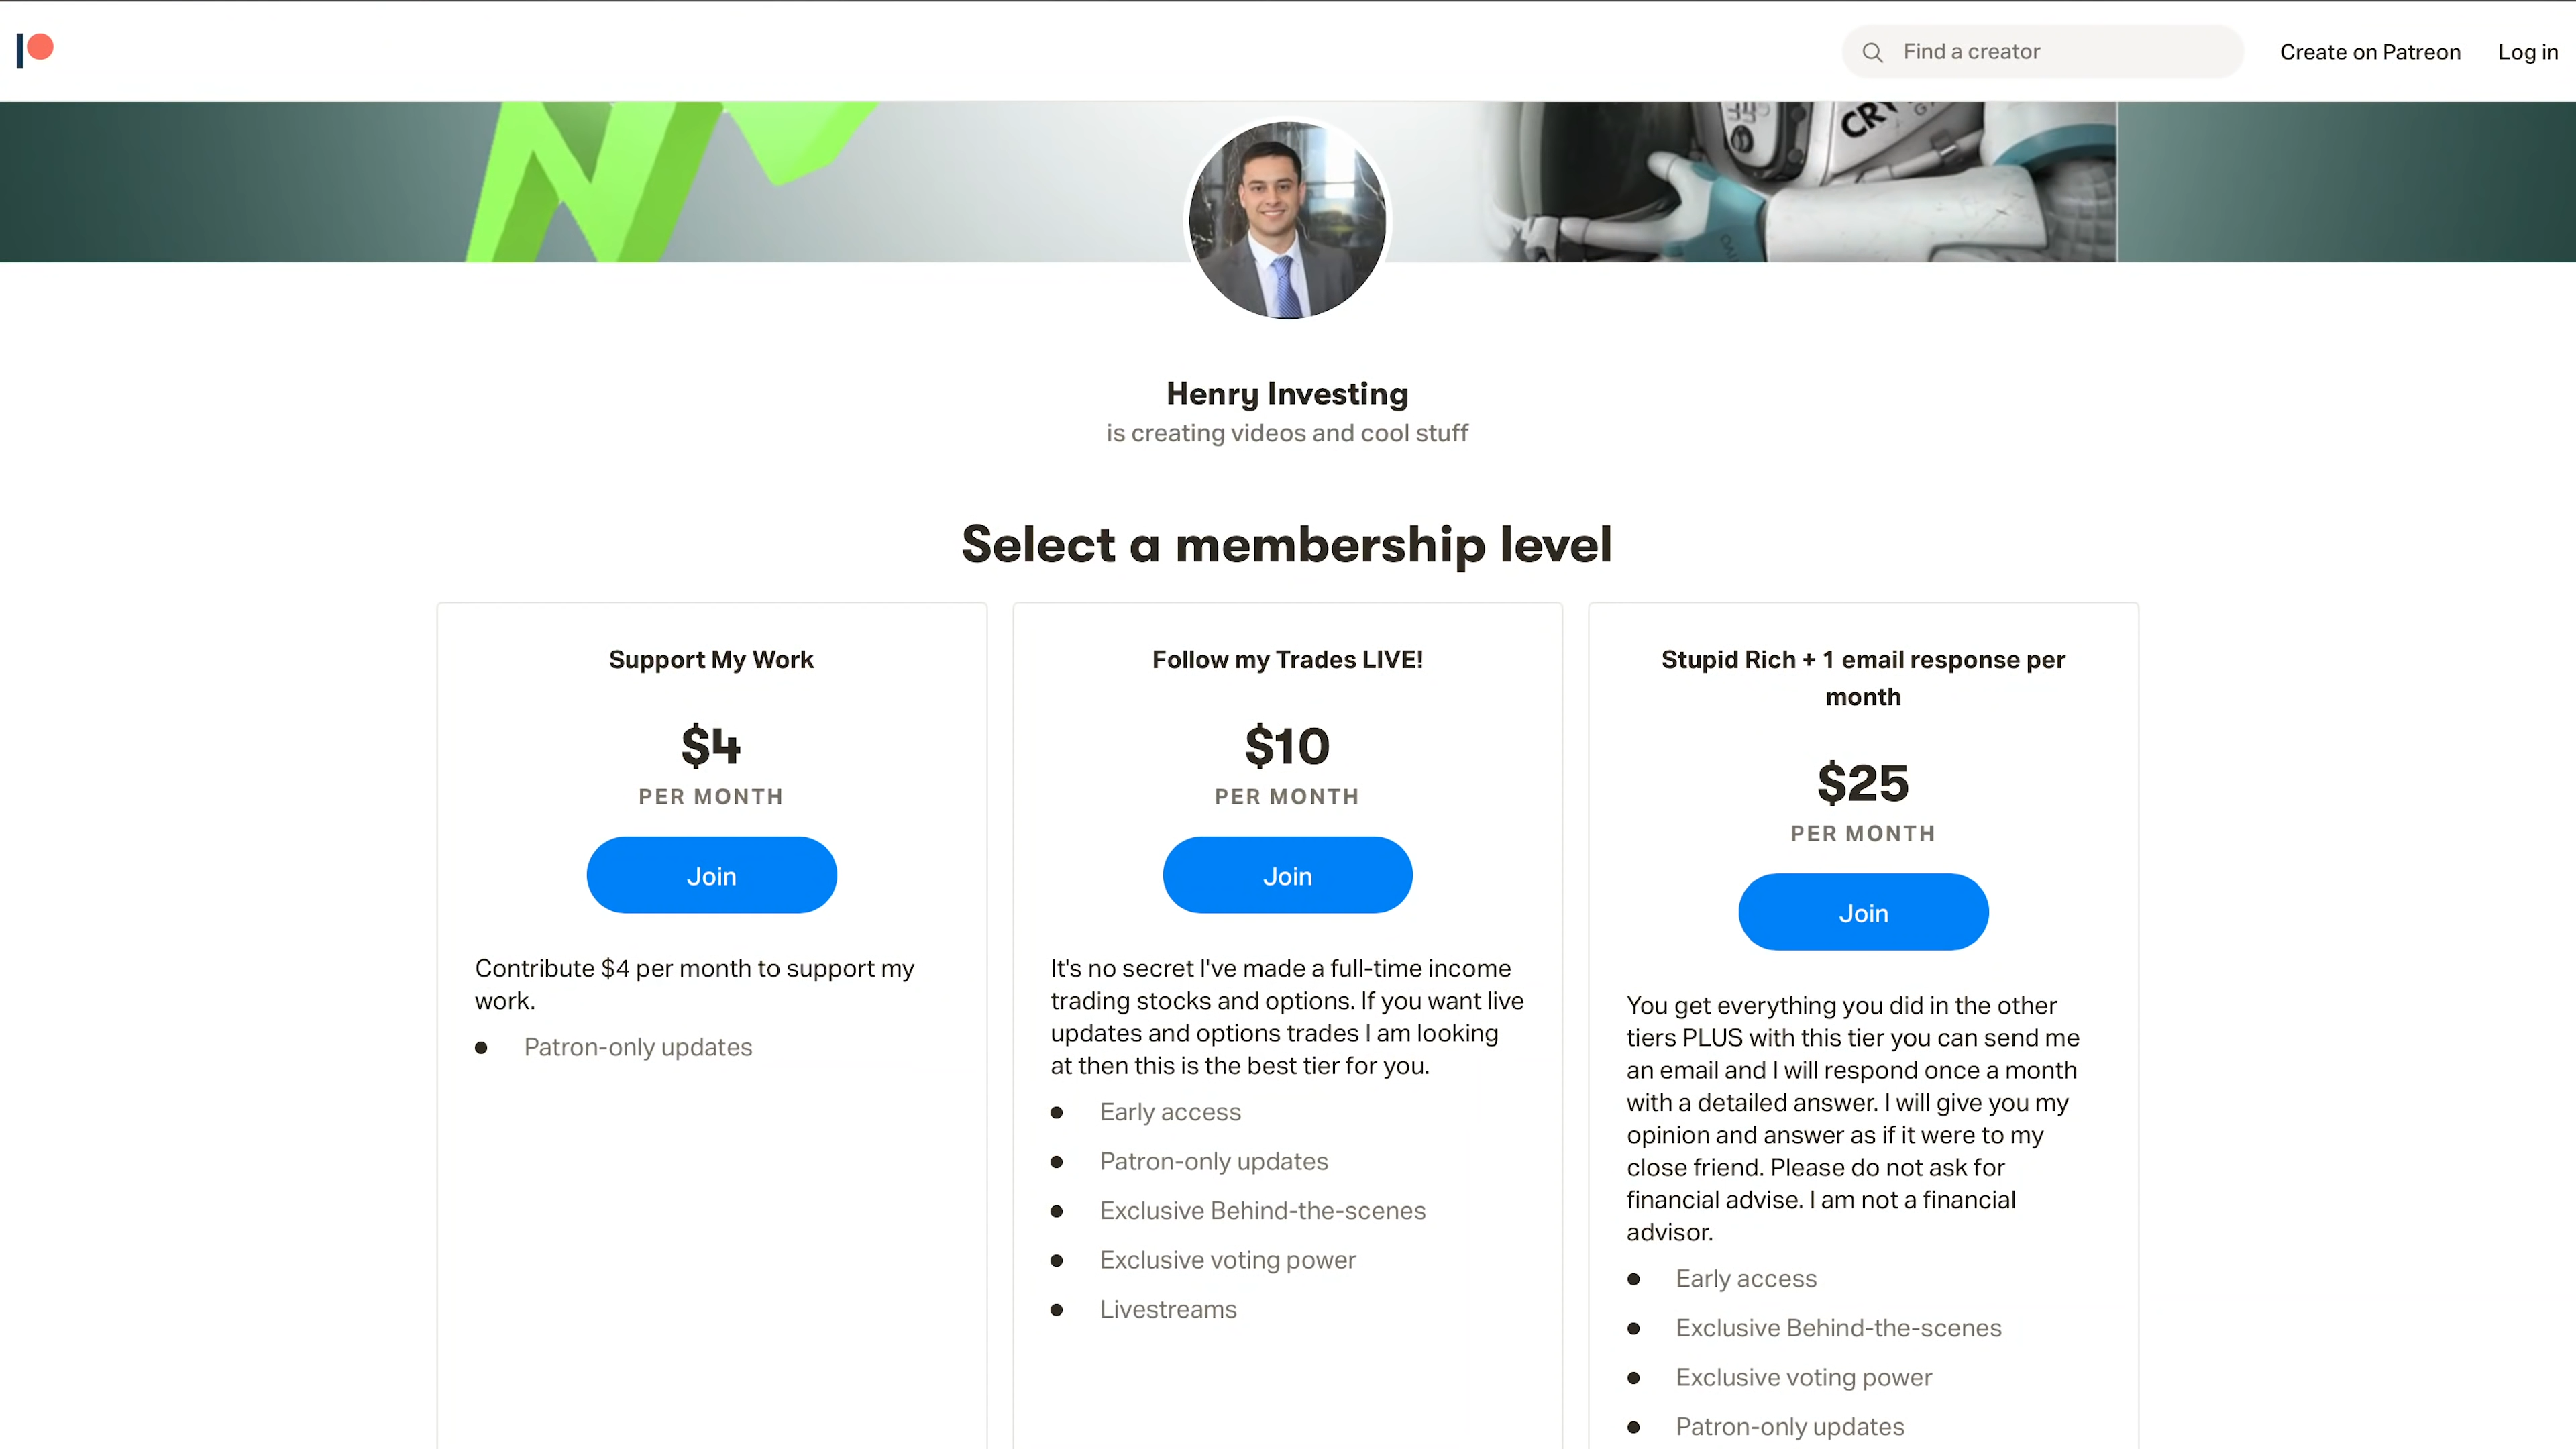 Find a creator
Create on Patreon
Log in
CRY
Henry Investing
is creating videos and cool stuff
Select a membership level
Support My Work
$4
PER MONTH
Join
Contribute $4 per month to support my
work.
Patron-only updates
Follow my Trades LIVE!
$10
PER MONTH
Join
It's no secret I've made a full-time income
trading stocks and options. If you want live
updates and options trades I am looking
at then this is the best tier for you.
Early access
Patron-only updates
Exclusive Behind-the-scenes
Exclusive voting power
Livestreams
Stupid Rich + 1 email response per
month
$25
PER MONTH
Join
You get everything you did in the other
tiers PLUS with this tier you can send me
an email and I will respond once a month
with a detailed answer. I will give you my
opinion and answer as if it were to my
close friend. Please do not ask for
financial advise. I am not a financial
advisor.
Early access
Exclusive Behind-the-scenes
Exclusive voting power
Patron-only updates